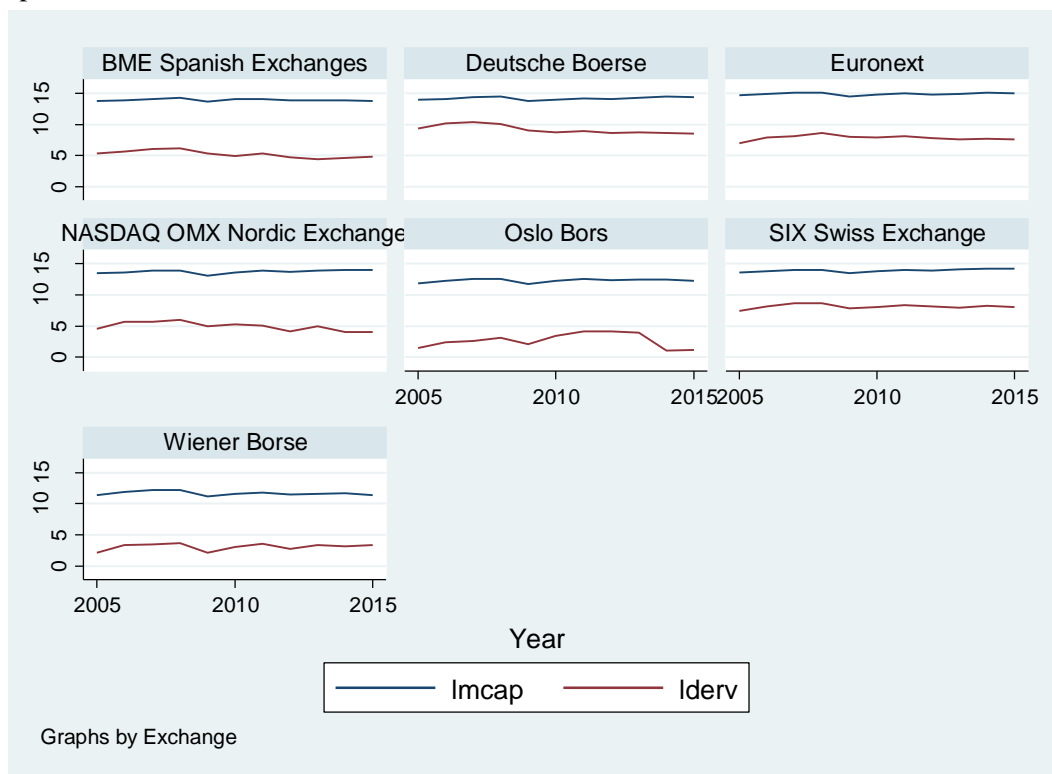 BME Spanish Exchanges
Deutsche Boerse
Euronext
0 5 10 15
NASDAQ OMX Nordic Exchange
Oslo Bors
SIX Swiss Exchange
0 5 10 15
2005 2010 2015
2005 2010 2015
Wiener Borse
0 5 10 15
2005 2010 2015
Year
lmcap
lderv
Graphs by Exchange